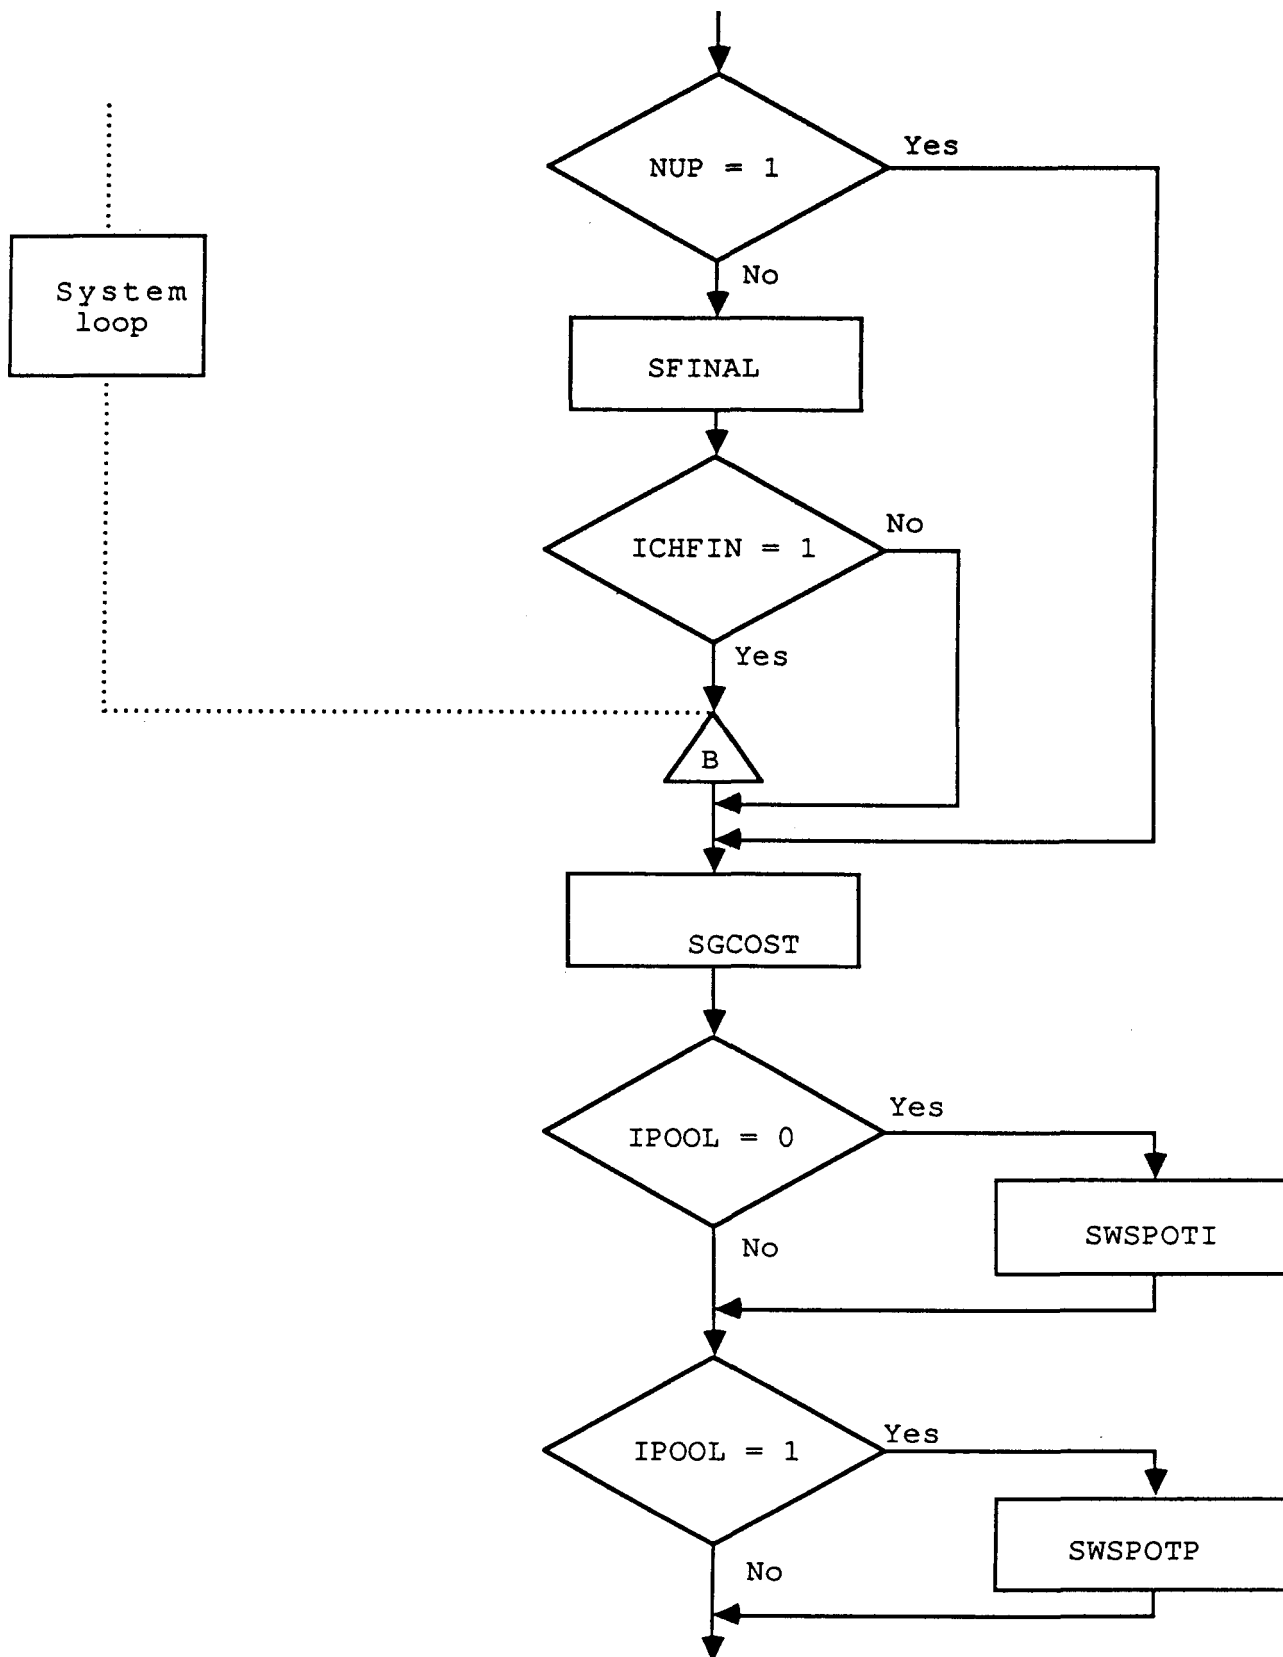 Yes
NUP = 1
No
System
loop
SFINAL
No
ICHFIN = 1
Yes
B
SGCOST
Yes
IPOOL = 0
SWSPOTI
No
Yes
IPOOL = 1
SWSPOTP
No